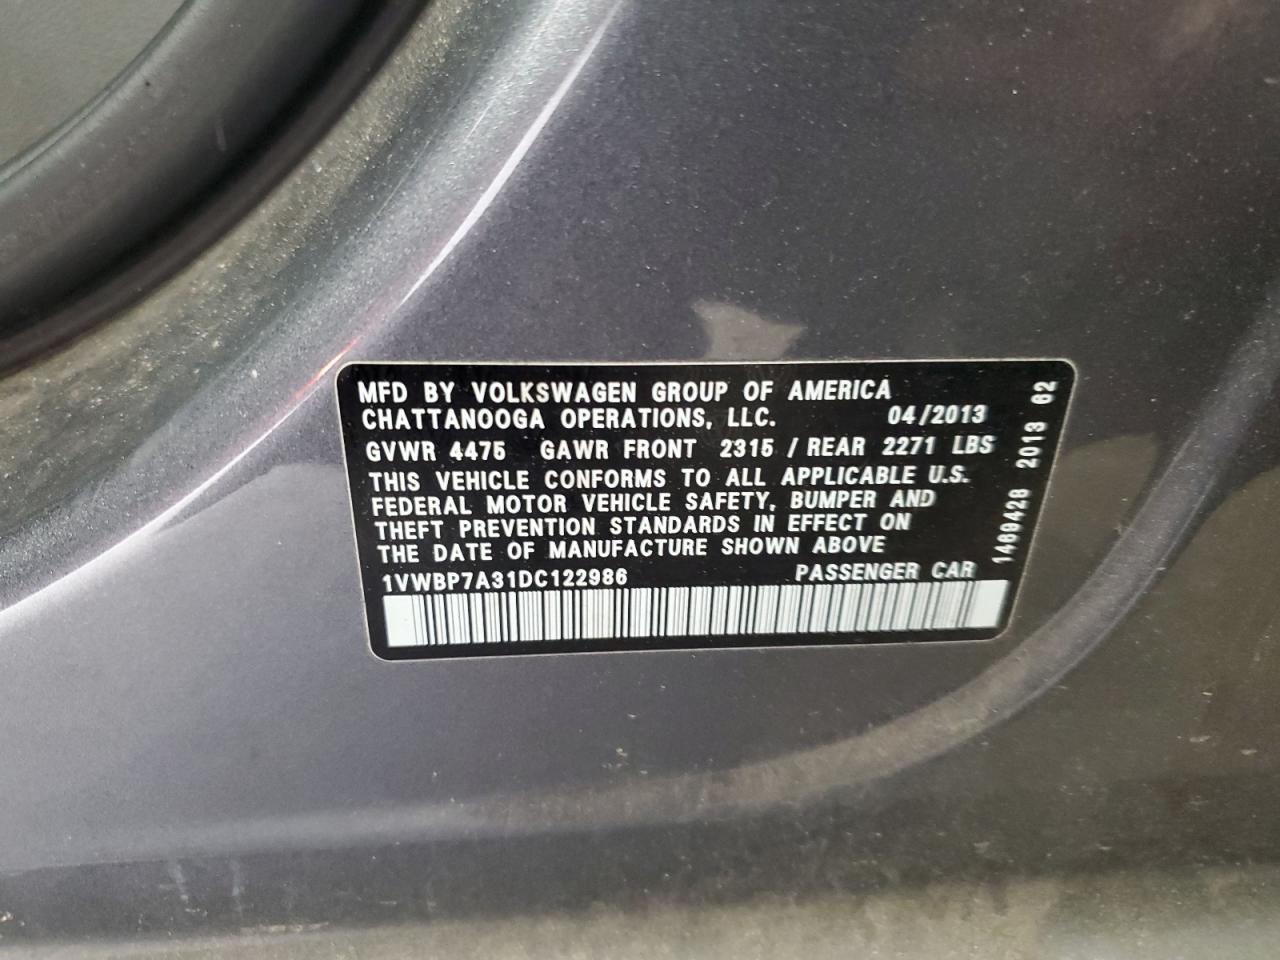 MFD BY VOLKSWAGEN GROUP OF AMERICA
CHATTANOOGA OPERATIONS, LLC. 04/2013
GVWR 4475 GAWR FRONT 2315 / REAR 2271 LBS
THIS VEHICLE CONFORMS TO ALL APPLICABLE U.S.
FEDERAL MOTOR VEHICLE SAFETY, BUMPER AND
THEFT PREVENTION STANDARDS IN EFFECT ON
THE DATE OF MANUFACTURE SHOWN ABOVE
1VWBP7A31DC122986 PASSENGER CAR
1469428 2013 62